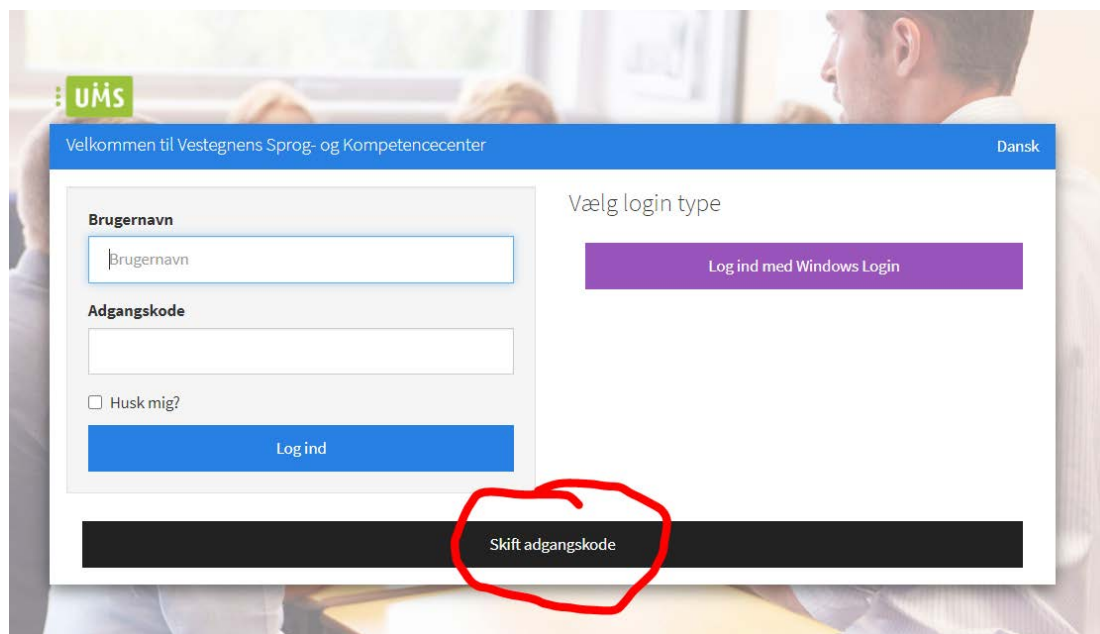 UMS
Velkommen til Vestegnens Sprog- og Kompetencecenter
Dansk
Brugernavn
Brugernavn
Adgangskode
Husk mig?
Log ind
Vælg login type
Log ind med Windows Login
Skift adgangskode